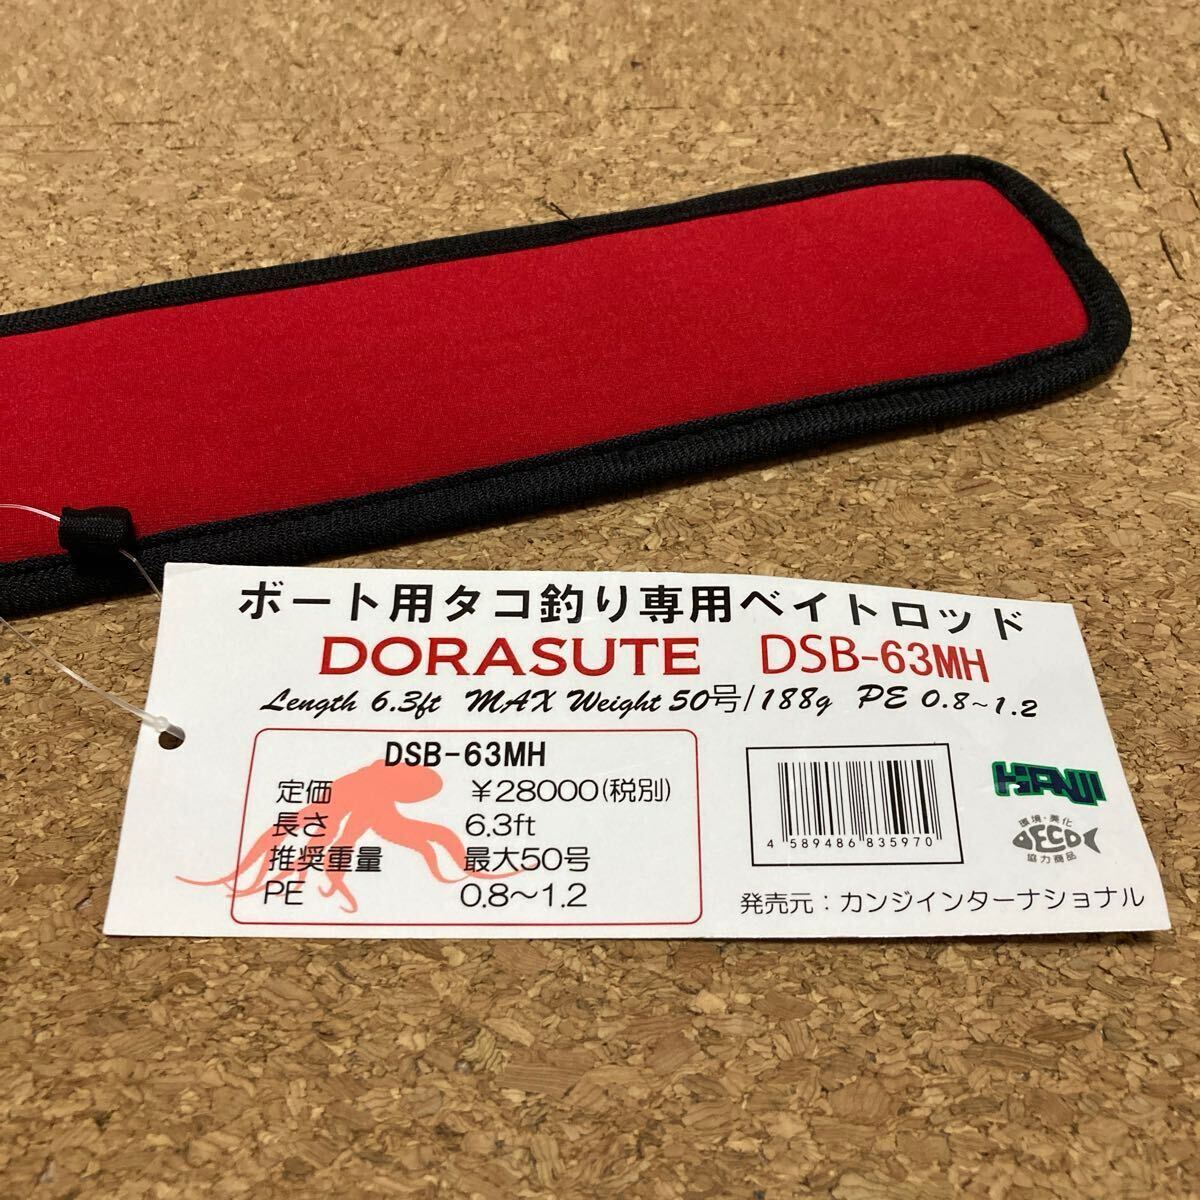 ボート用タコ釣り専用ベイトロッド
DORASUTE DSB-63MH
Length 6.3ft MAX Weight 50号/188g PE 0.8~1.2
DSB-63MH
定価 ¥28000(税別)
長さ 6.3ft
推奨重量 最大50号
PE 0.8〜1.2
4 589486 835970
KANJI
環境・美化
ECO
協力商品
発売元:カンジインターナショナル